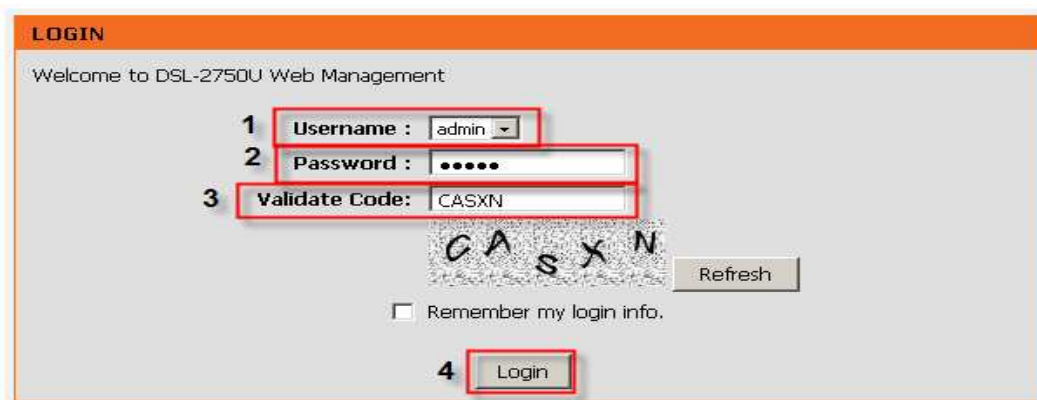 LOGIN
Welcome to DSL-2750U Web Management
1 Username : admin
2 Password : •••••
3 Validate Code: CASXN
C A S X N
Refresh
Remember my login info.
4 Login